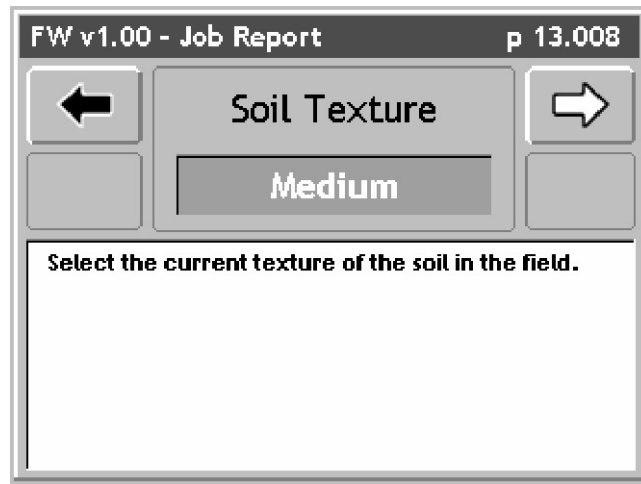 FW v1.00 - Job Report p 13.008
Soil Texture
Medium
Select the current texture of the soil in the field.